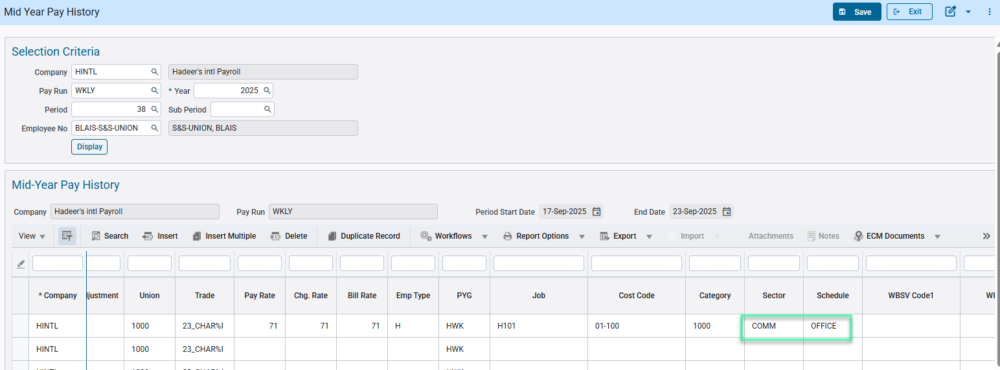 Mid Year Pay History Save Exit
Selection Criteria
Company HINTL Hadeer's intl Payroll
Pay Run WKLY * Year 2025
Period 38 Sub Period
Employee No BLAIS-S&S-UNION S&S-UNION, BLAIS
Display
Mid-Year Pay History
Company Hadeer's intl Payroll Pay Run WKLY Period Start Date 17-Sep-2025 End Date 23-Sep-2025
View Search Insert Insert Multiple Delete Duplicate Record Workflows Report Options Export Import Attachments Notes ECM Documents
* Company ljustment Union Trade Pay Rate Chg. Rate Bill Rate Emp Type PYG Job Cost Code Category Sector Schedule WBSV Code1
HINTL 1000 23_CHAR%I 71 71 71 H HWK H101 01-100 1000 COMM OFFICE
HINTL 1000 23_CHAR%I HWK